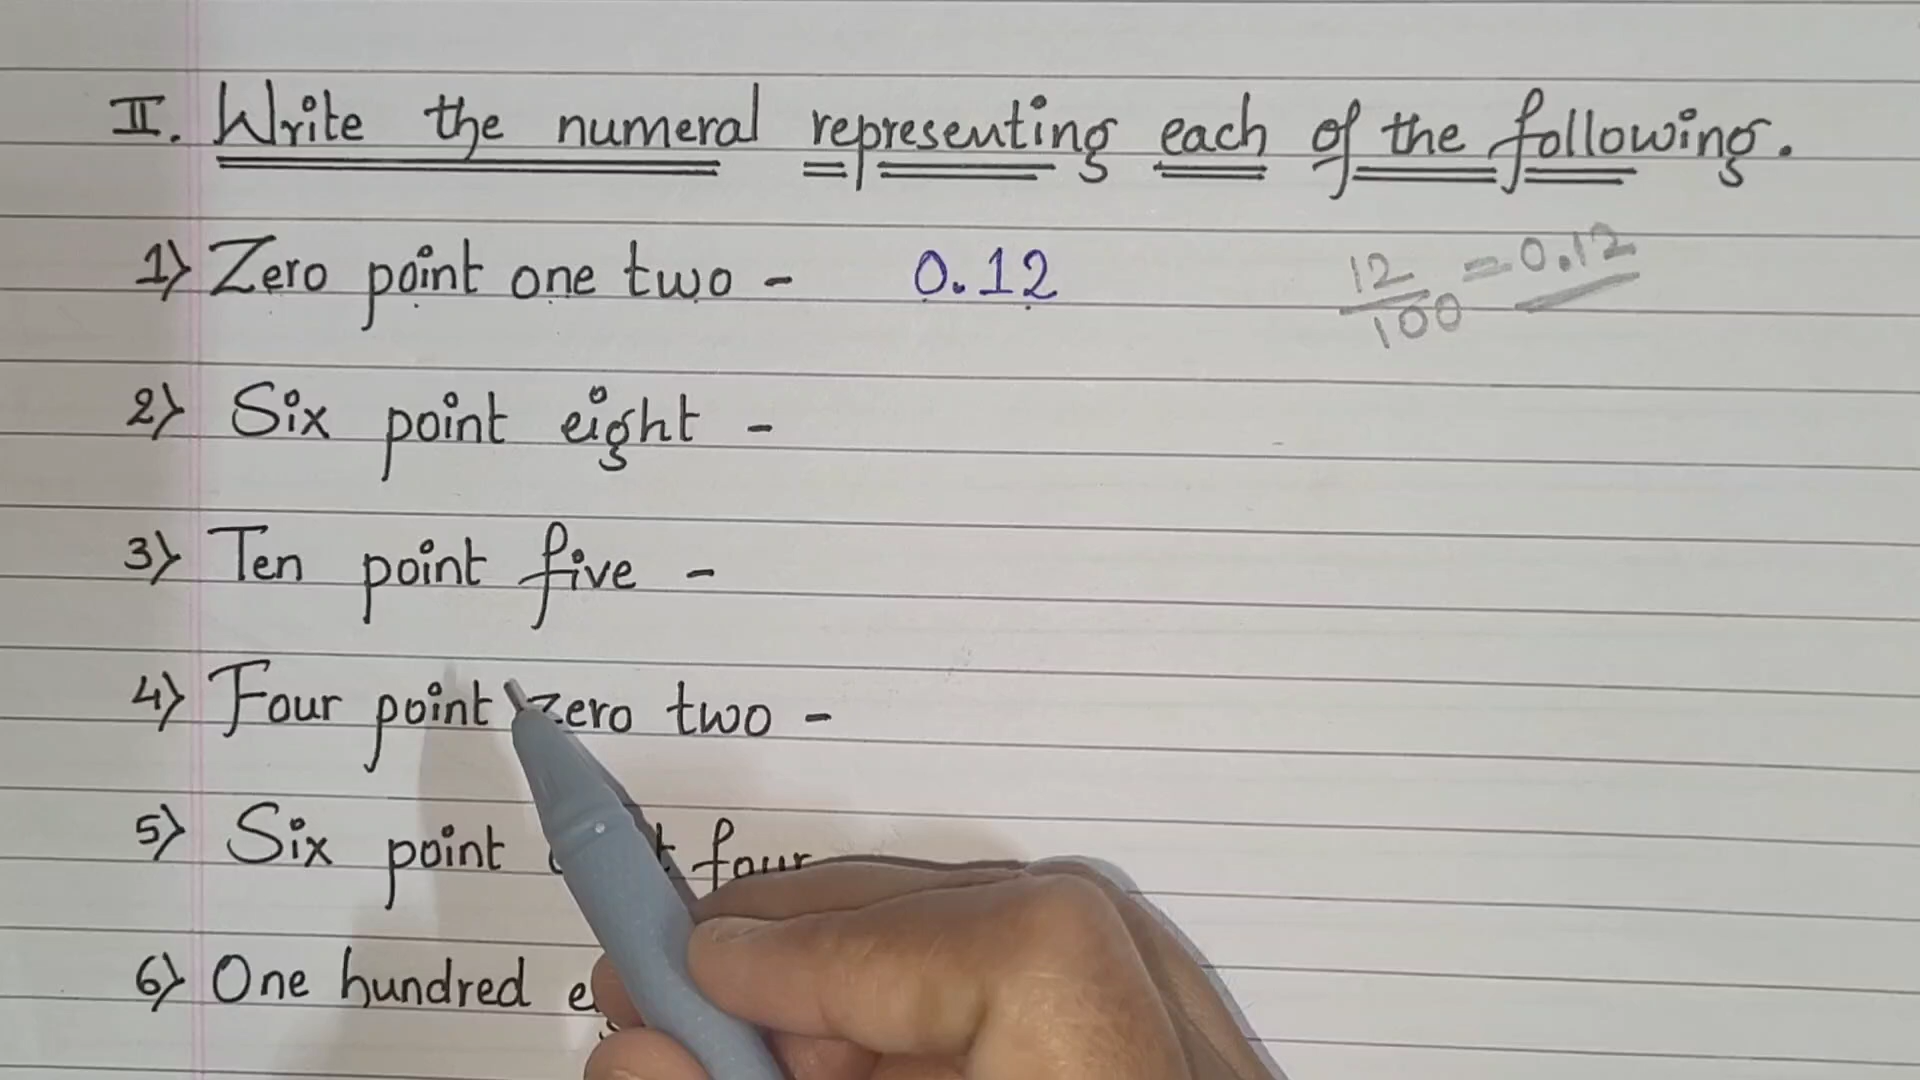 II. Write the numeral representing each of the following.
1) Zero point one two - 0.12
12/100 = 0.12
2) Six point eight -
3) Ten point five -
4) Four point zero two -
5) Six point four
6) One hundred